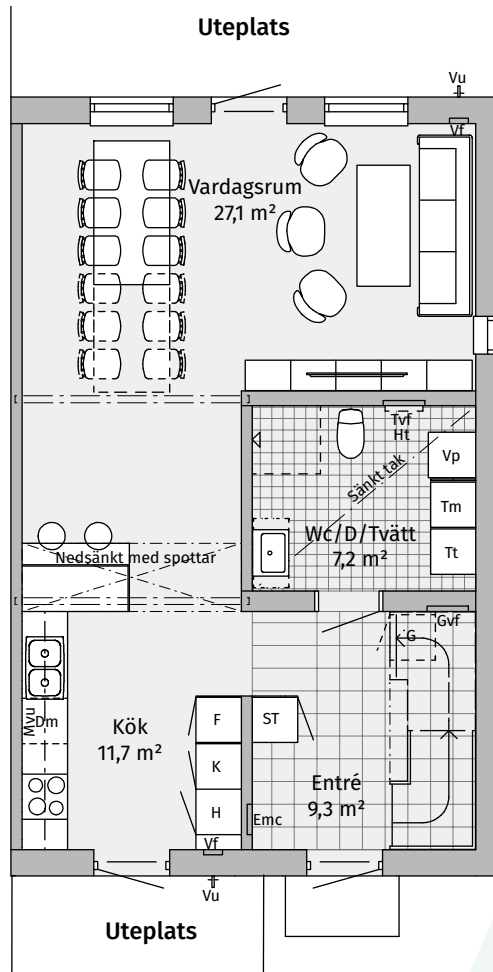 Uteplats
Vu
Vf
Vardagsrum
27,1 m²
Tvf
Ht
Sänkt tak
Vp
Tm
Wc/D/Tvätt
7,2 m²
Tt
Nedsänkt med spottar
Gvf
G
Mvu
Dm
Kök
11,7 m²
F
ST
K
Entré
9,3 m²
H
Emc
Vf
Vu
Uteplats